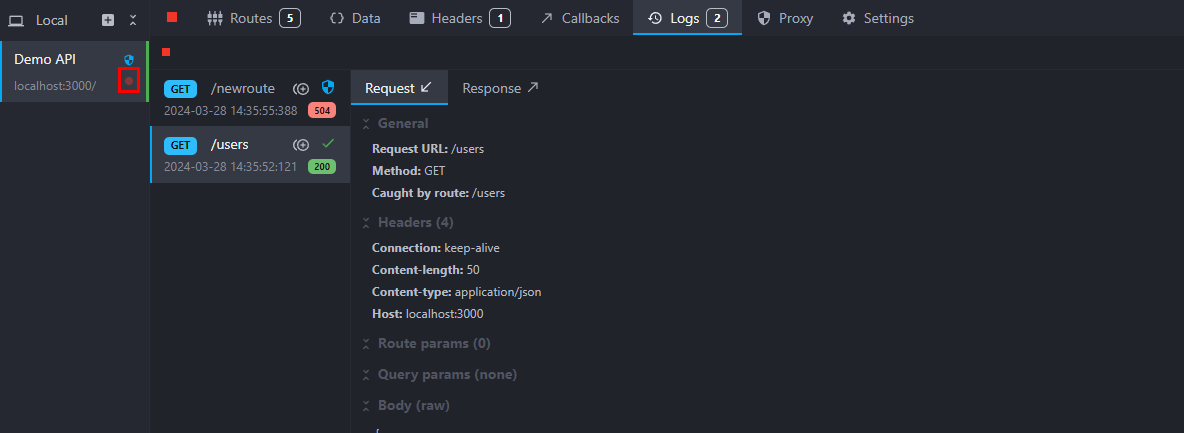 Local
Routes 5
Data
Headers 1
Callbacks
Logs 2
Proxy
Settings
Demo API
localhost:3000/
GET /newroute
2024-03-28 14:35:55:388 504
GET /users
2024-03-28 14:35:52:121 200
Request
Response
General
Request URL: /users
Method: GET
Caught by route: /users
Headers (4)
Connection: keep-alive
Content-length: 50
Content-type: application/json
Host: localhost:3000
Route params (0)
Query params (none)
Body (raw)